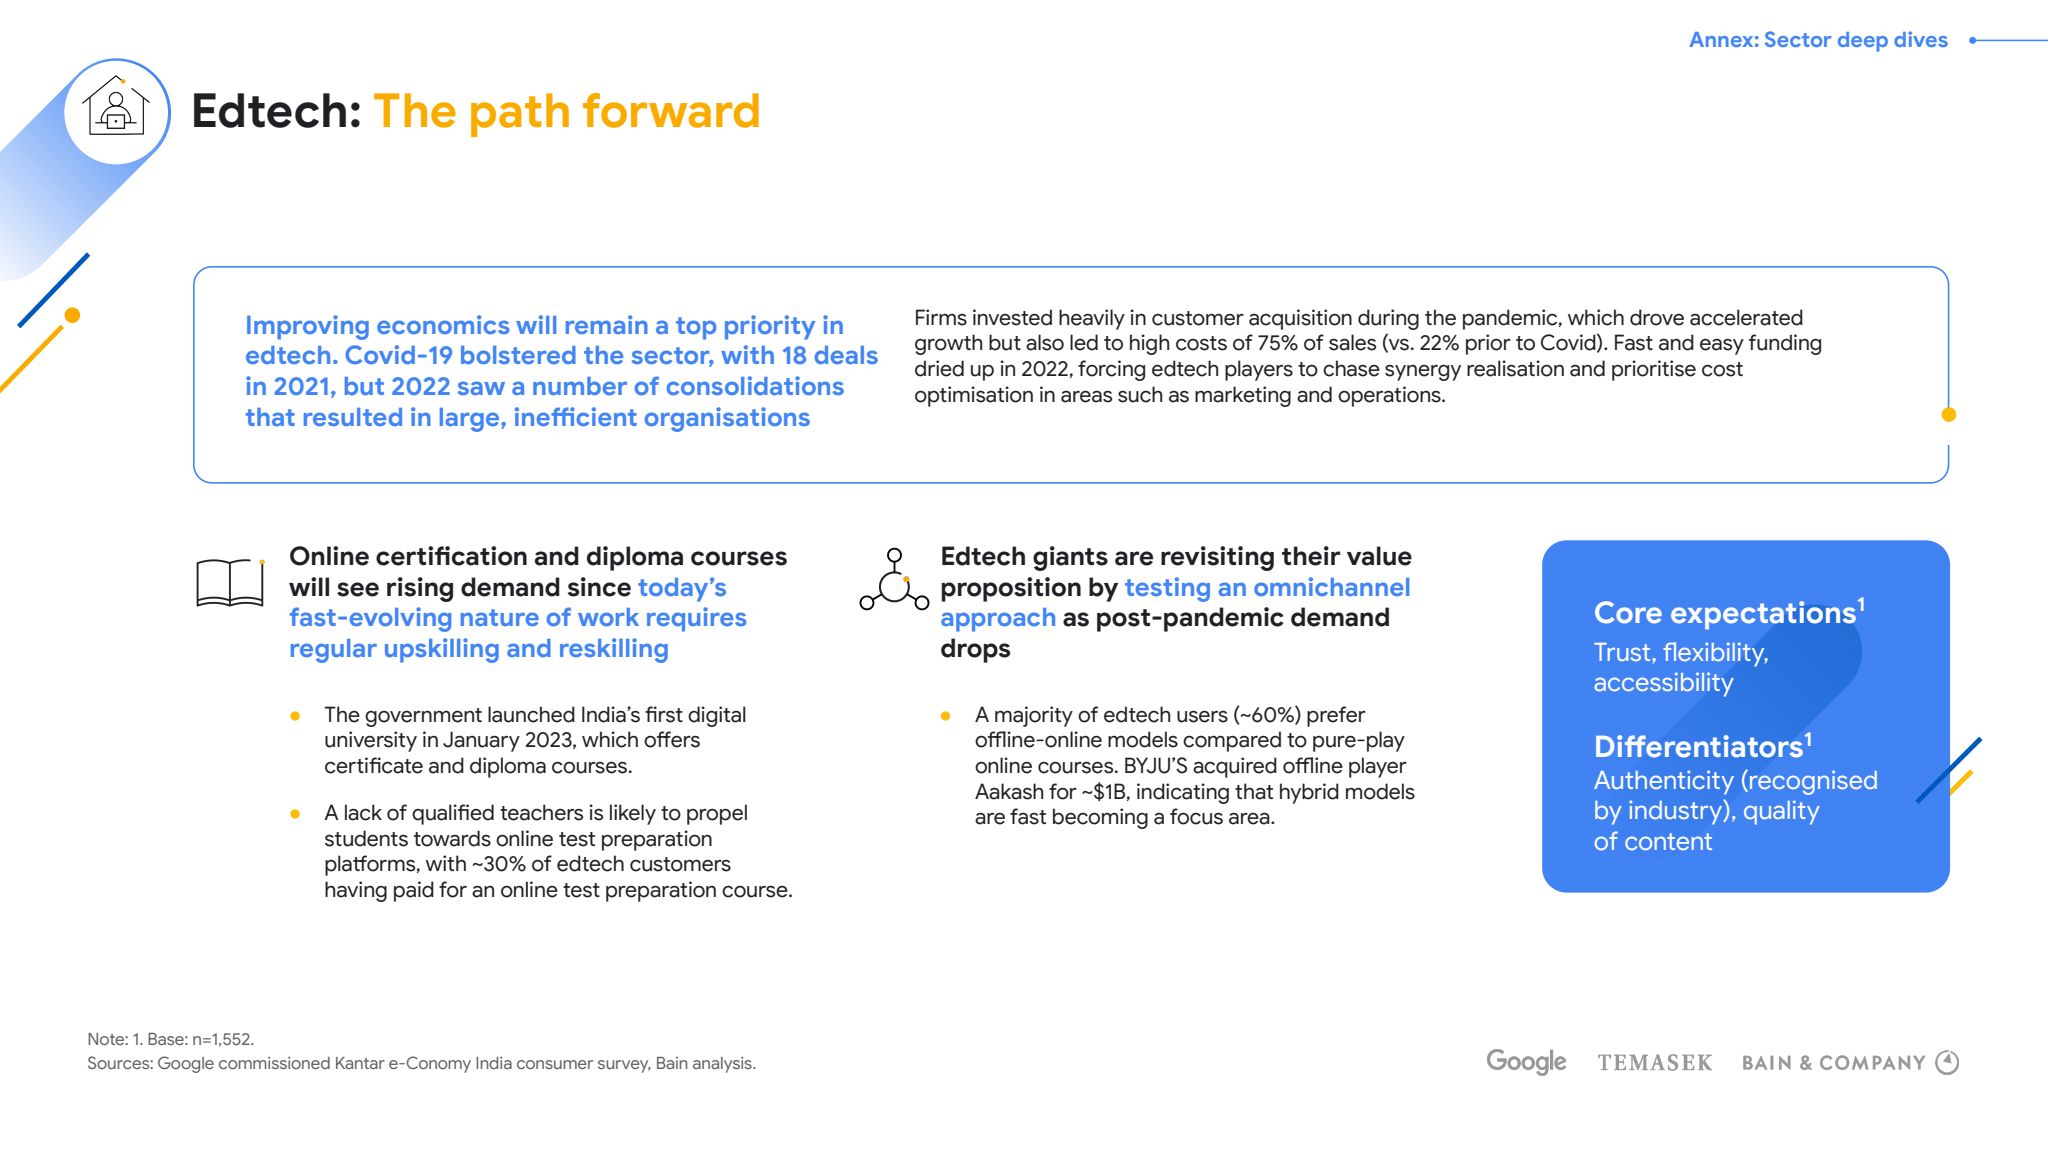 Annex: Sector deep dives
Edtech: The path forward
Improving economics will remain a top priority in
edtech. Covid-19 bolstered the sector, with 18 deals
in 2021, but 2022 saw a number of consolidations
that resulted in large, inefficient organisations
Firms invested heavily in customer acquisition during the pandemic, which drove accelerated
growth but also led to high costs of 75% of sales (vs. 22% prior to Covid). Fast and easy funding
dried up in 2022, forcing edtech players to chase synergy realisation and prioritise cost
optimisation in areas such as marketing and operations.
Online certification and diploma courses
will see rising demand since today’s
fast-evolving nature of work requires
regular upskilling and reskilling
● The government launched India’s first digital
university in January 2023, which offers
certificate and diploma courses.
● A lack of qualified teachers is likely to propel
students towards online test preparation
platforms, with ~30% of edtech customers
having paid for an online test preparation course.
Edtech giants are revisiting their value
proposition by testing an omnichannel
approach as post-pandemic demand
drops
● A majority of edtech users (~60%) prefer
offline-online models compared to pure-play
online courses. BYJU’S acquired offline player
Aakash for ~$1B, indicating that hybrid models
are fast becoming a focus area.
Core expectations¹
Trust, flexibility,
accessibility
Differentiators¹
Authenticity (recognised
by industry), quality
of content
Note: 1. Base: n=1,552.
Sources: Google commissioned Kantar e-Conomy India consumer survey, Bain analysis.
Google TEMASEK BAIN & COMPANY